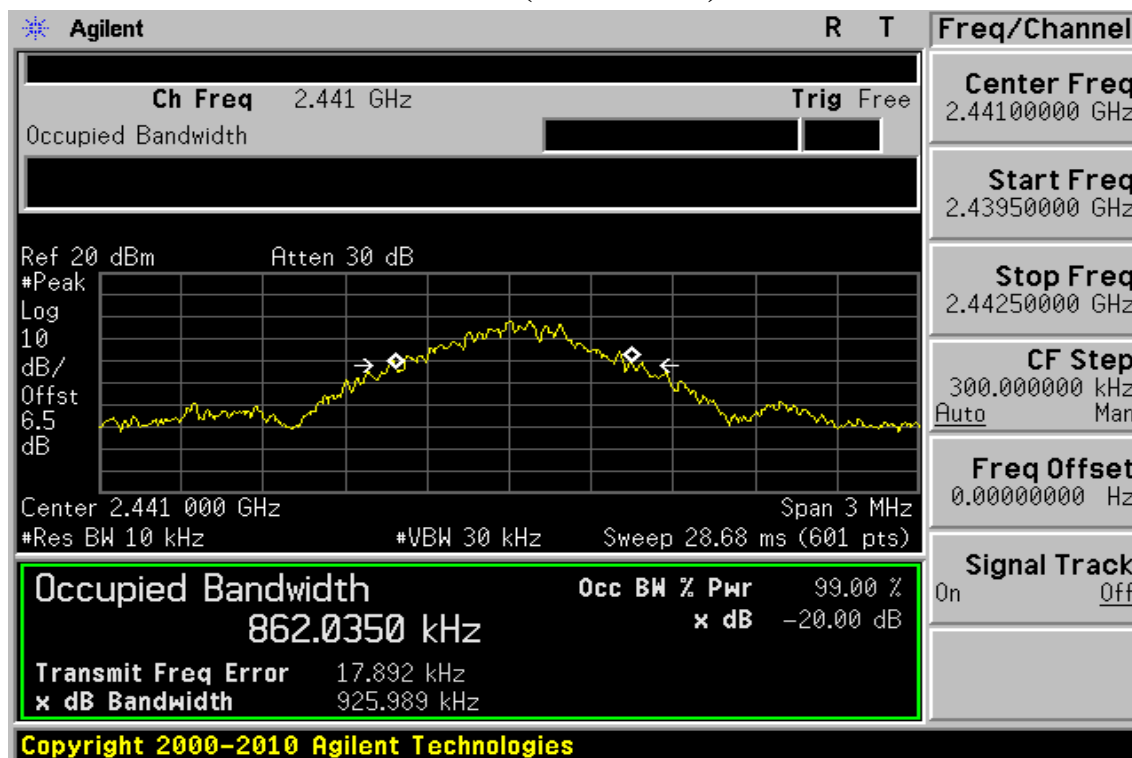 Agilent R T Freq/Channel
Ch Freq 2.441 GHz Trig Free
Occupied Bandwidth
Center Freq
2.44100000 GHz
Start Freq
2.43950000 GHz
Stop Freq
2.44250000 GHz
CF Step
300.000000 kHz
Auto Man
Freq Offset
0.00000000 Hz
Signal Track
On Off
Ref 20 dBm Atten 30 dB
#Peak
Log
10
dB/
Offst
6.5
dB
Center 2.441 000 GHz Span 3 MHz
#Res BW 10 kHz #VBW 30 kHz Sweep 28.68 ms (601 pts)
Occupied Bandwidth Occ BW % Pwr 99.00 %
862.0350 kHz x dB -20.00 dB
Transmit Freq Error 17.892 kHz
x dB Bandwidth 925.989 kHz
Copyright 2000-2010 Agilent Technologies